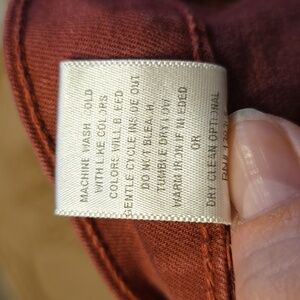 MACHINE WASH COLD
WITH LIKE COLORS
COLORS WILL BLEED
GENTLE CYCLE INSIDE OUT
DO NOT BLEACH
TUMBLE DRY LOW
WARM IRON IF NEEDED
OR
DRY CLEAN OPTIONAL